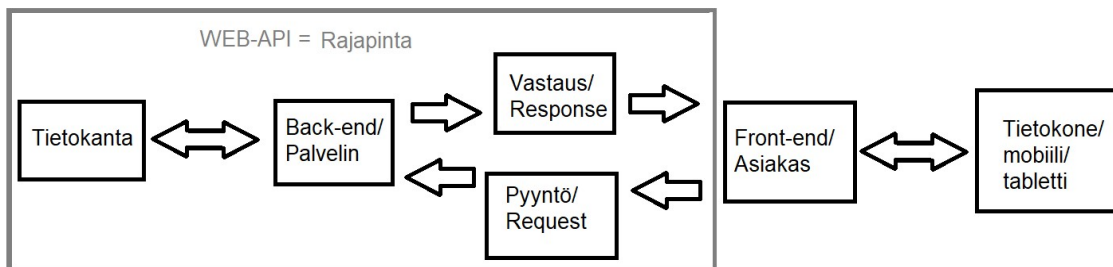 WEB-API = Rajapinta
Tietokanta
Back-end/
Palvelin
Vastaus/
Response
Pyyntö/
Request
Front-end/
Asiakas
Tietokone/
mobiili/
tabletti